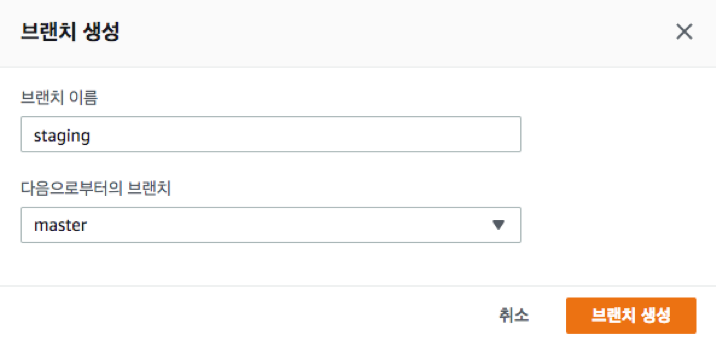 브랜치 생성
브랜치 이름
staging
다음으로부터의 브랜치
master
취소 브랜치 생성